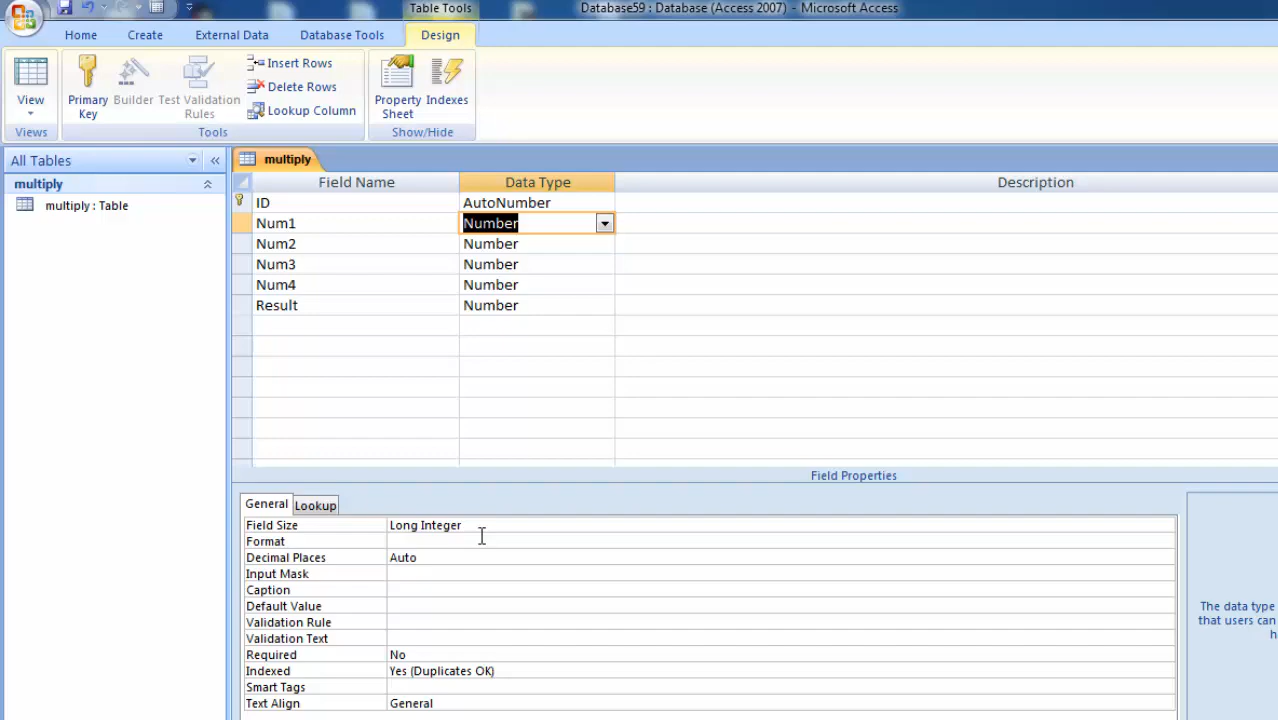 Table Tools
Database59 : Database (Access 2007) - Microsoft Access
Home
Create
External Data
Database Tools
Design
View
Primary Key
Builder
Test Validation Rules
Insert Rows
Delete Rows
Lookup Column
Property Sheet
Indexes
Views
Tools
Show/Hide
All Tables
«
multiply
multiply : Table
multiply
Field Name Data Type Description
ID AutoNumber
Num1 Number
Num2 Number
Num3 Number
Num4 Number
Result Number
Field Properties
General Lookup
Field Size Long Integer
Format
Decimal Places Auto
Input Mask
Caption
Default Value
Validation Rule
Validation Text
Required No
Indexed Yes (Duplicates OK)
Smart Tags
Text Align General
The data type
that users can
h